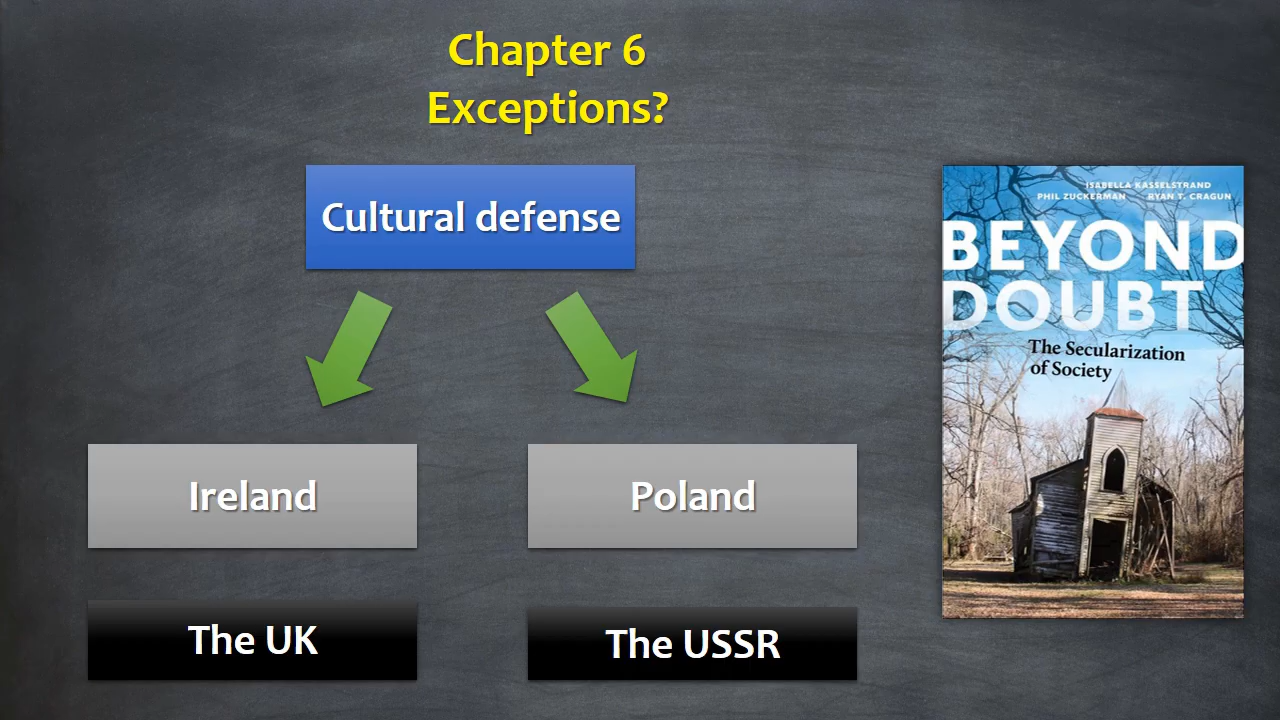 Chapter 6
Exceptions?
Cultural defense
Ireland
Poland
The UK
The USSR
ISABELLA KASSELSTRAND
PHIL ZUCKERMAN RYAN T. CRAGUN
BEYOND
DOUBT
The Secularization
of Society